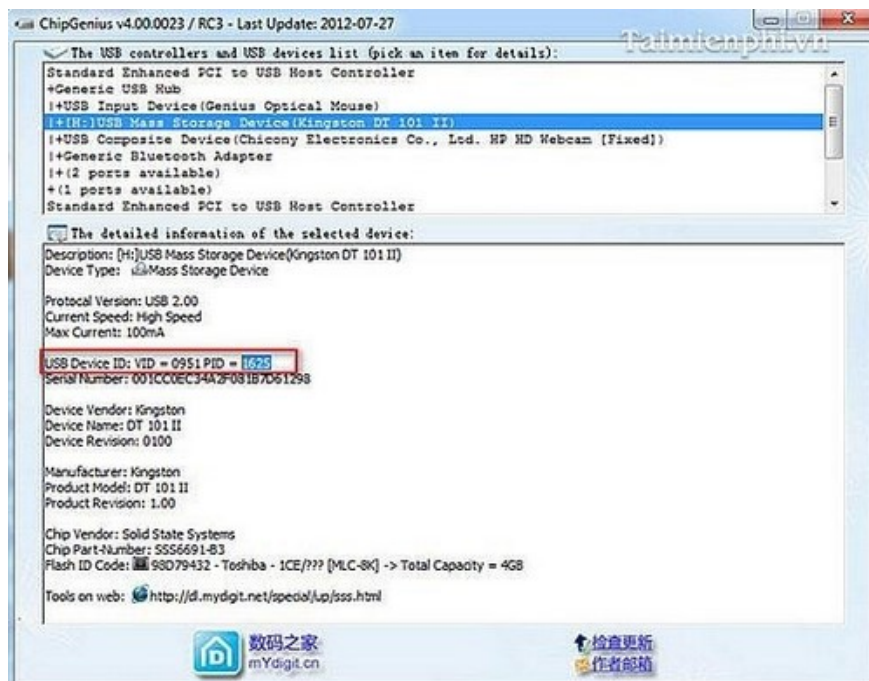 ChipGenius v4.00.0023 / RC3 - Last Update: 2012-07-27
Taimienphi.vn
The USB controllers and USB devices list (pick an item for details):
Standard Enhanced PCI to USB Host Controller
+Generic USB Hub
|+USB Input Device(Genius Optical Mouse)
|+[H:]USB Mass Storage Device(Kingston DT 101 II)
|+USB Composite Device(Chicony Electronics Co., Ltd. HP HD Webcam [Fixed])
|+Generic Bluetooth Adapter
|+(2 ports available)
+(1 ports available)
Standard Enhanced PCI to USB Host Controller
The detailed information of the selected device:
Description: [H:]USB Mass Storage Device(Kingston DT 101 II)
Device Type: Mass Storage Device
Protocal Version: USB 2.00
Current Speed: High Speed
Max Current: 100mA
USB Device ID: VID = 0951 PID = 1625
Serial Number: 001CC0EC34A2F081B7D61298
Device Vendor: Kingston
Device Name: DT 101 II
Device Revision: 0100
Manufacturer: Kingston
Product Model: DT 101 II
Product Revision: 1.00
Chip Vendor: Solid State Systems
Chip Part-Number: SSS6691-B3
Flash ID Code: 98D79432 - Toshiba - 1CE/??? [MLC-8K] -> Total Capacity = 4GB
Tools on web: http://dl.mydigit.net/special/up/sss.html
数码之家
mYdigit.cn
检查更新
作者邮箱